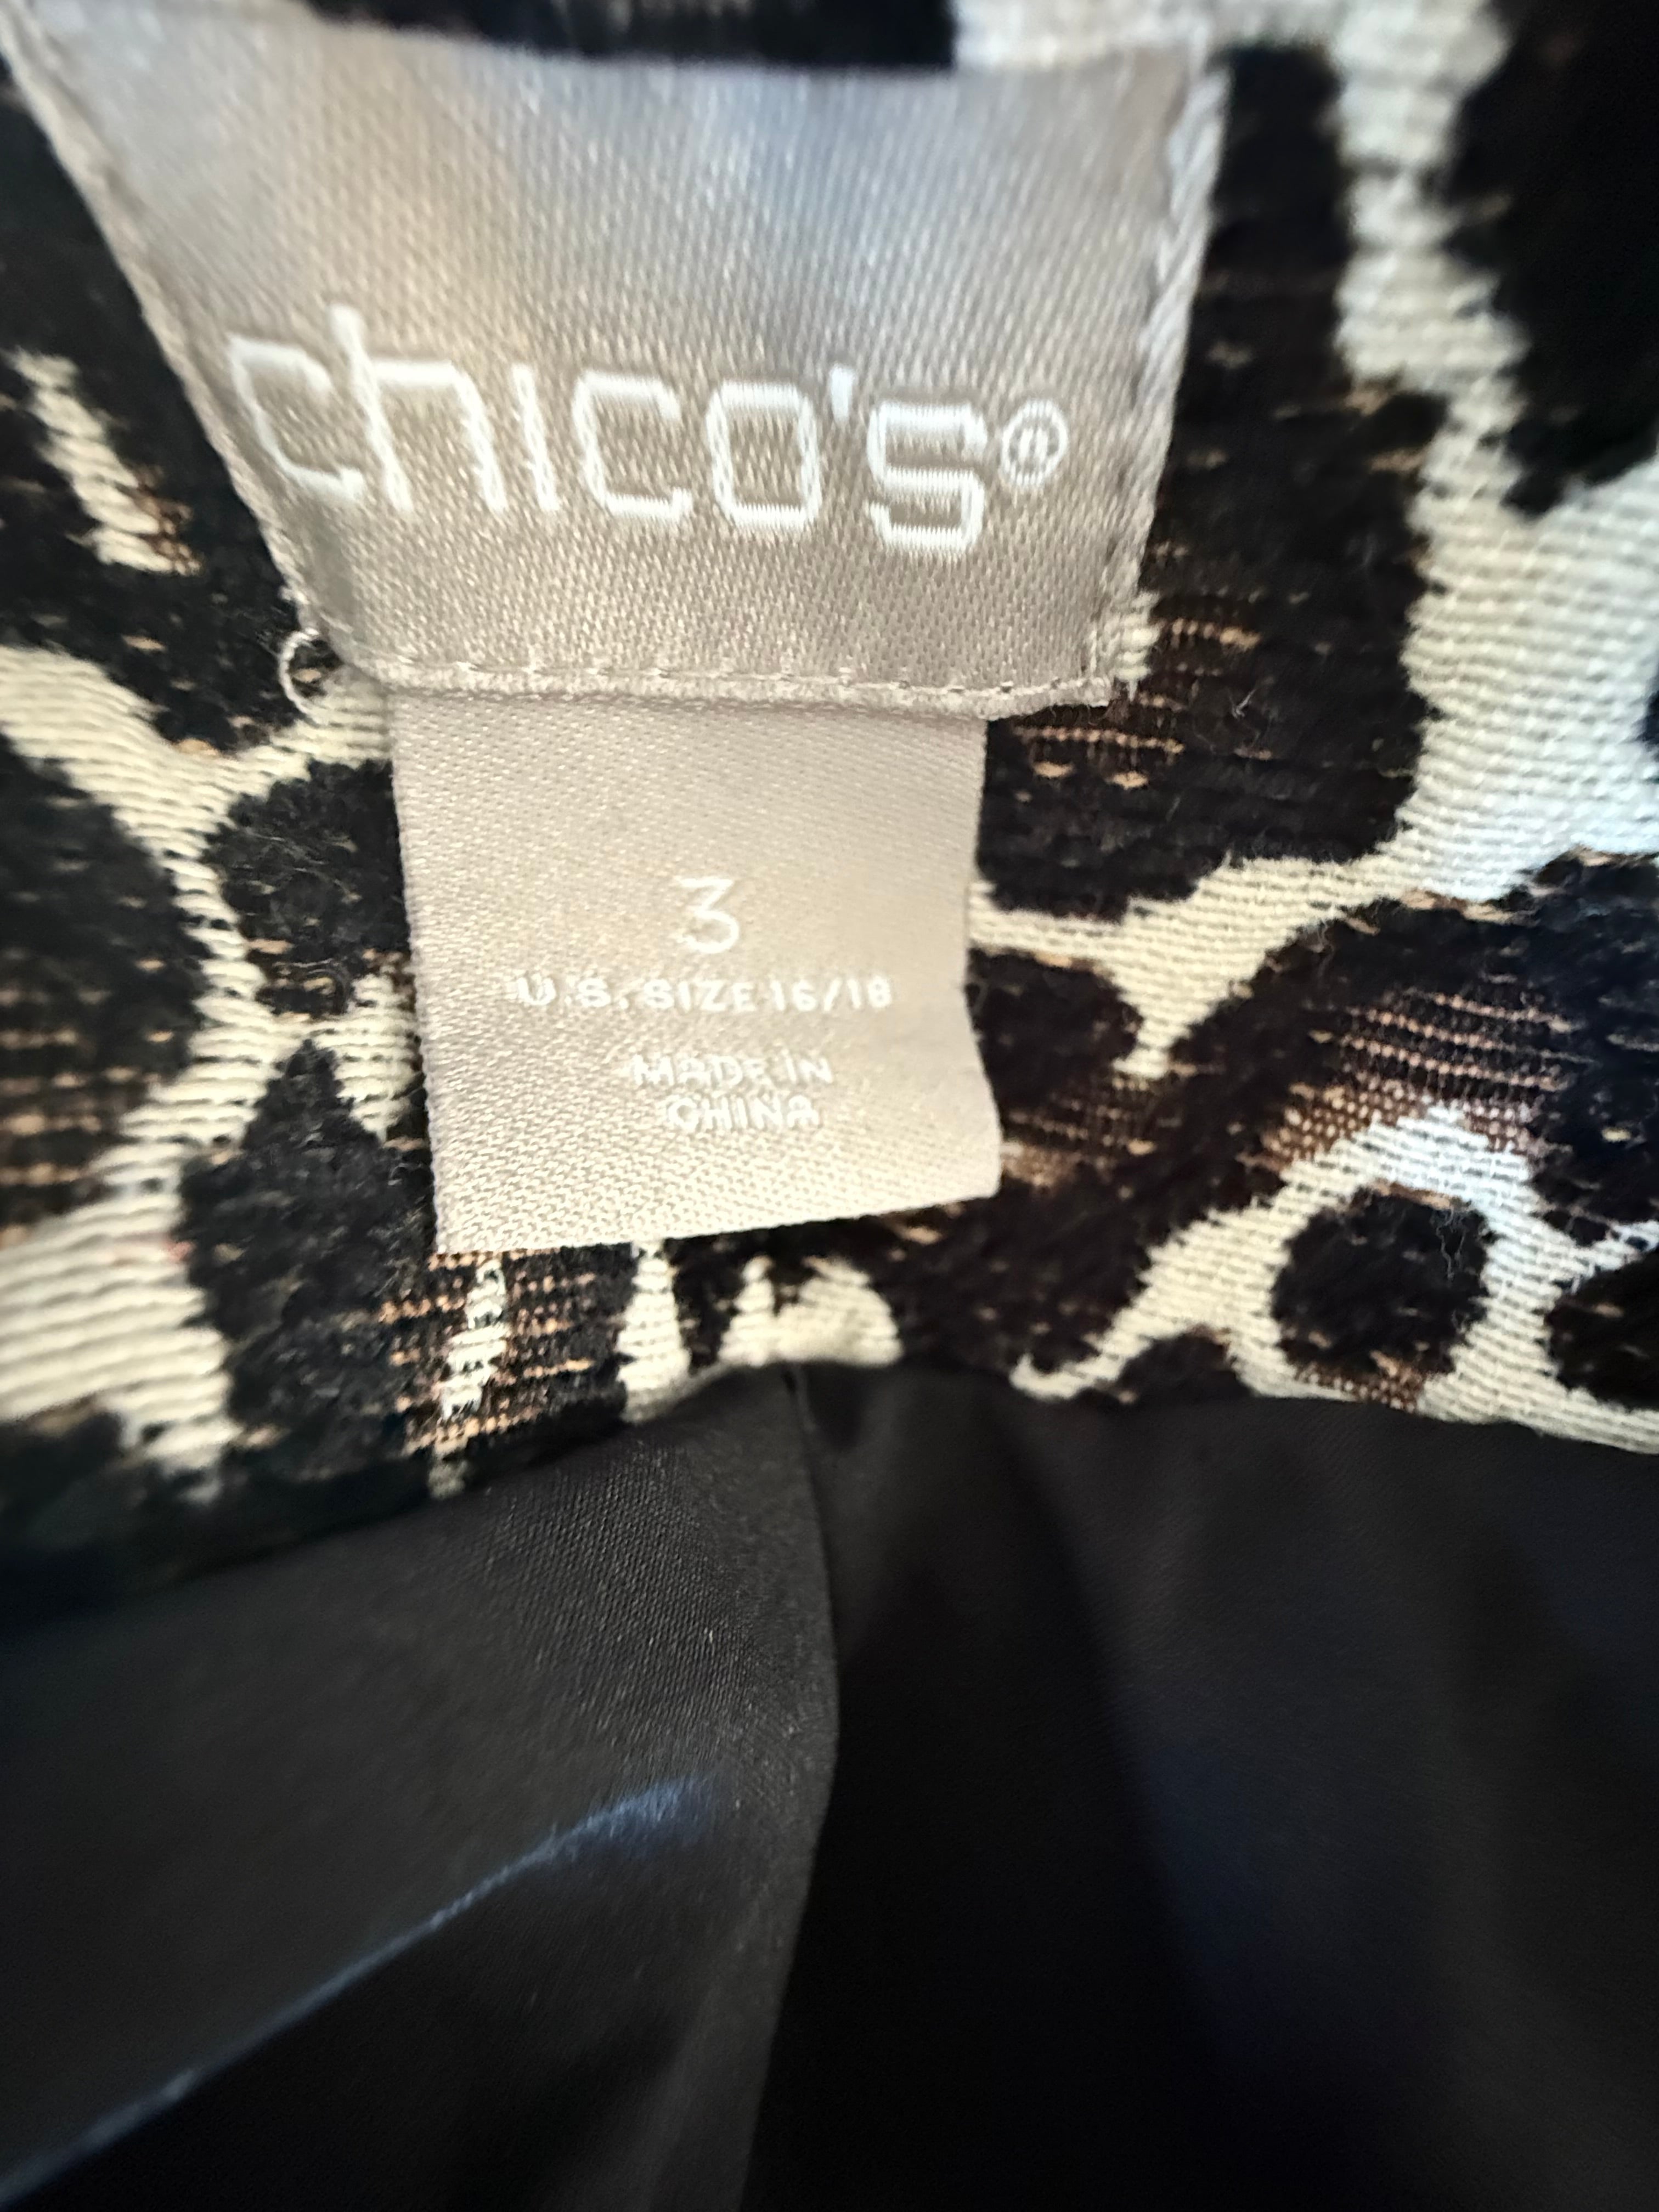 chico's®
3
U.S. SIZE 16/18
MADE IN
CHINA